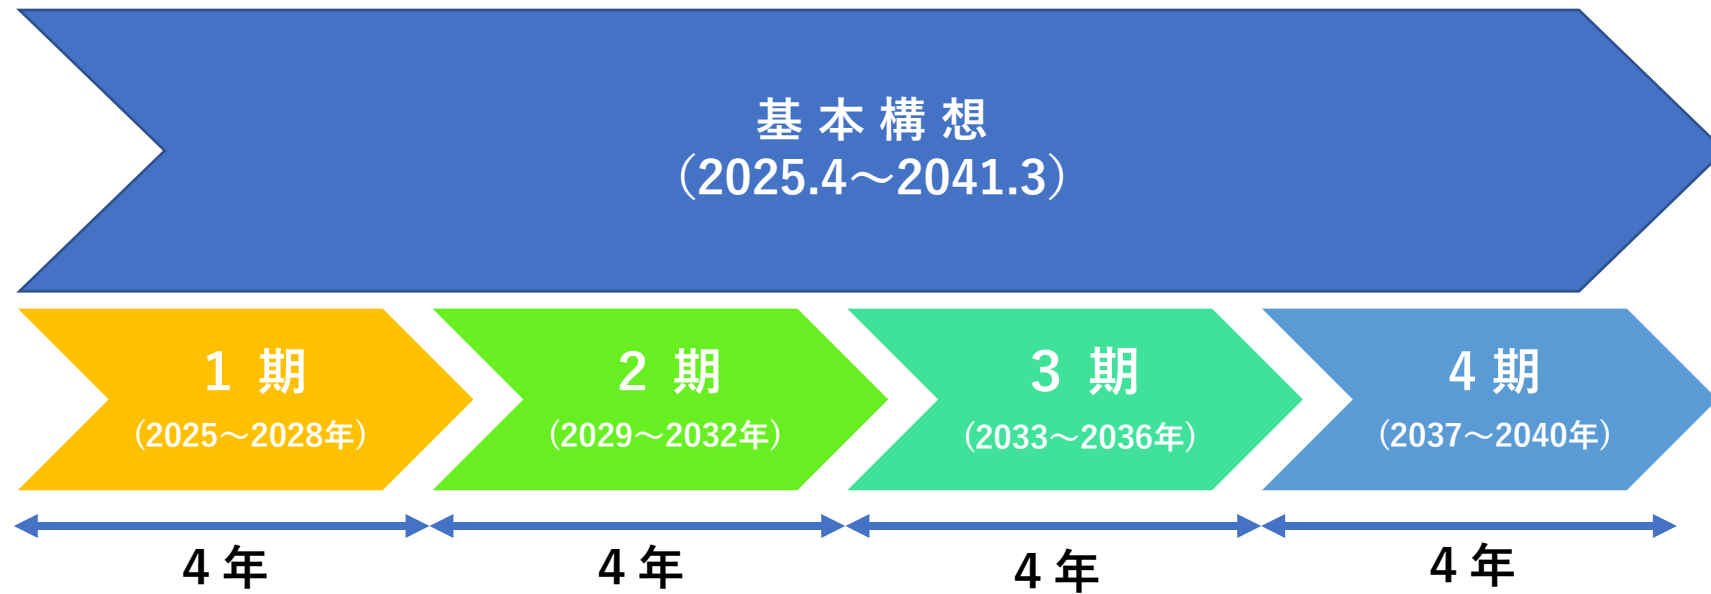 基本構想
（2025.4～2041.3）
1 期
（2025～2028年）
2 期
（2029～2032年）
3 期
（2033～2036年）
4 期
（2037～2040年）
4 年
4 年
4 年
4 年